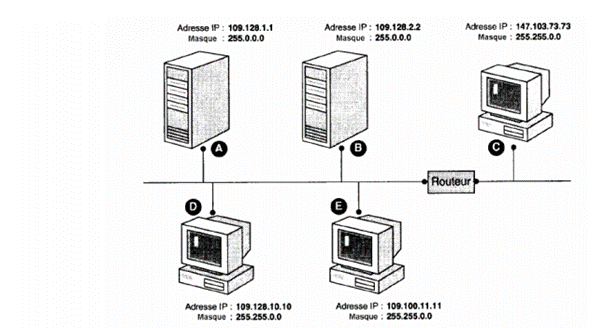 Adresse IP : 109.128.1.1
Masque : 255.0.0.0
Adresse IP : 109.128.2.2
Masque : 255.0.0.0
Adresse IP : 147.103.73.73
Masque : 255.255.0.0
A
B
C
Routeur
D
E
Adresse IP : 109.128.10.10
Masque : 255.255.0.0
Adresse IP : 109.100.11.11
Masque : 255.255.0.0